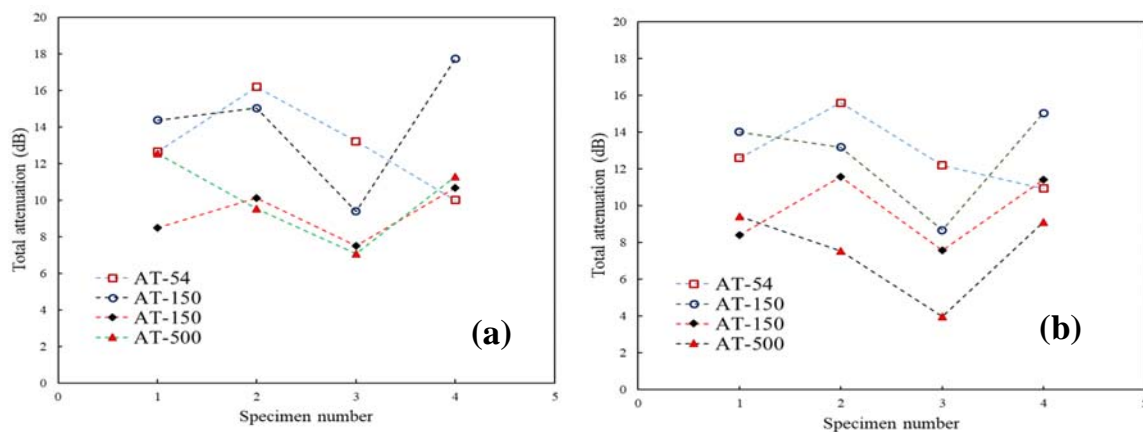 20
18
16
14
12
10
8
6
4
2
0
Total attenuation (dB)
AT-54
AT-150
AT-150
AT-500
(a)
0 1 2 3 4 5
Specimen number
20
18
16
14
12
10
8
6
4
2
0
Total attenuation (dB)
AT-54
AT-150
AT-150
AT-500
(b)
0 1 2 3 4 5
Specimen number